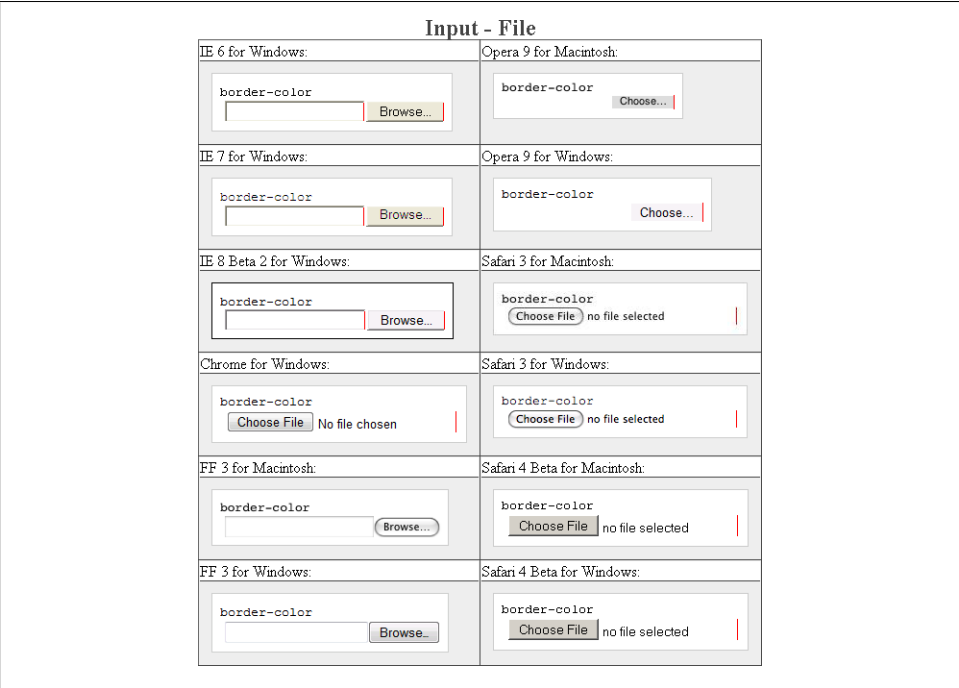 Input - File
IE 6 for Windows:
border-color
Browse...
Opera 9 for Macintosh:
border-color
Choose...
IE 7 for Windows:
border-color
Browse...
Opera 9 for Windows:
border-color
Choose...
IE 8 Beta 2 for Windows:
border-color
Browse...
Safari 3 for Macintosh:
border-color
Choose File no file selected
Chrome for Windows:
border-color
Choose File No file chosen
Safari 3 for Windows:
border-color
Choose File no file selected
FF 3 for Macintosh:
border-color
Browse...
Safari 4 Beta for Macintosh:
border-color
Choose File no file selected
FF 3 for Windows:
border-color
Browse..
Safari 4 Beta for Windows:
border-color
Choose File no file selected